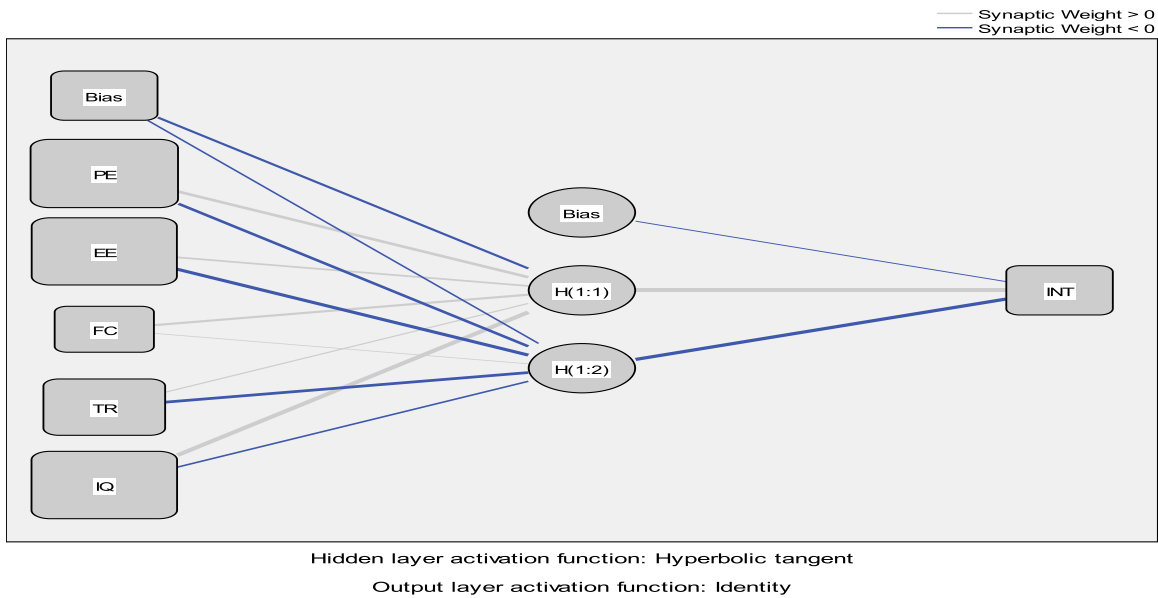 Synaptic Weight > 0
Synaptic Weight < 0
Bias
PE
EE
FC
TR
IQ
Bias
H(1:1)
H(1:2)
INT
Hidden layer activation function: Hyperbolic tangent
Output layer activation function: Identity